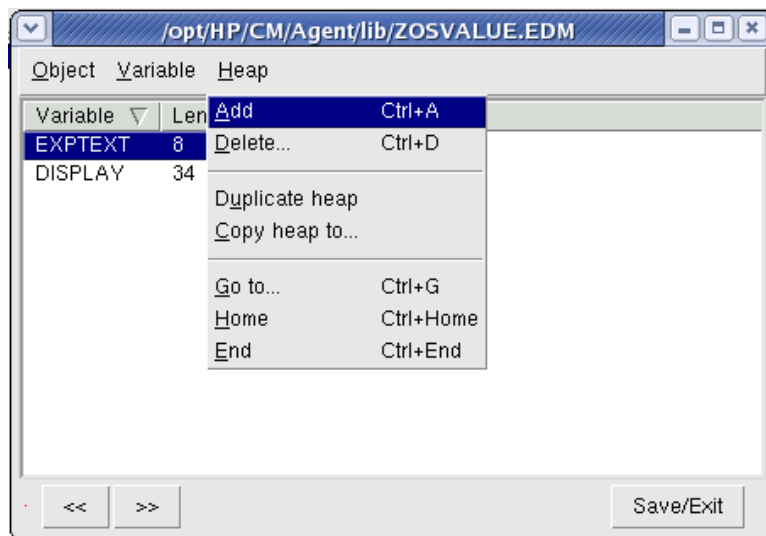 /opt/HP/CM/Agent/lib/ZOSVALUE.EDM
Object Variable Heap
Variable Len
EXPTEXT 8
DISPLAY 34
Add Ctrl+A
Delete... Ctrl+D
Duplicate heap
Copy heap to...
Go to... Ctrl+G
Home Ctrl+Home
End Ctrl+End
<< >> Save/Exit